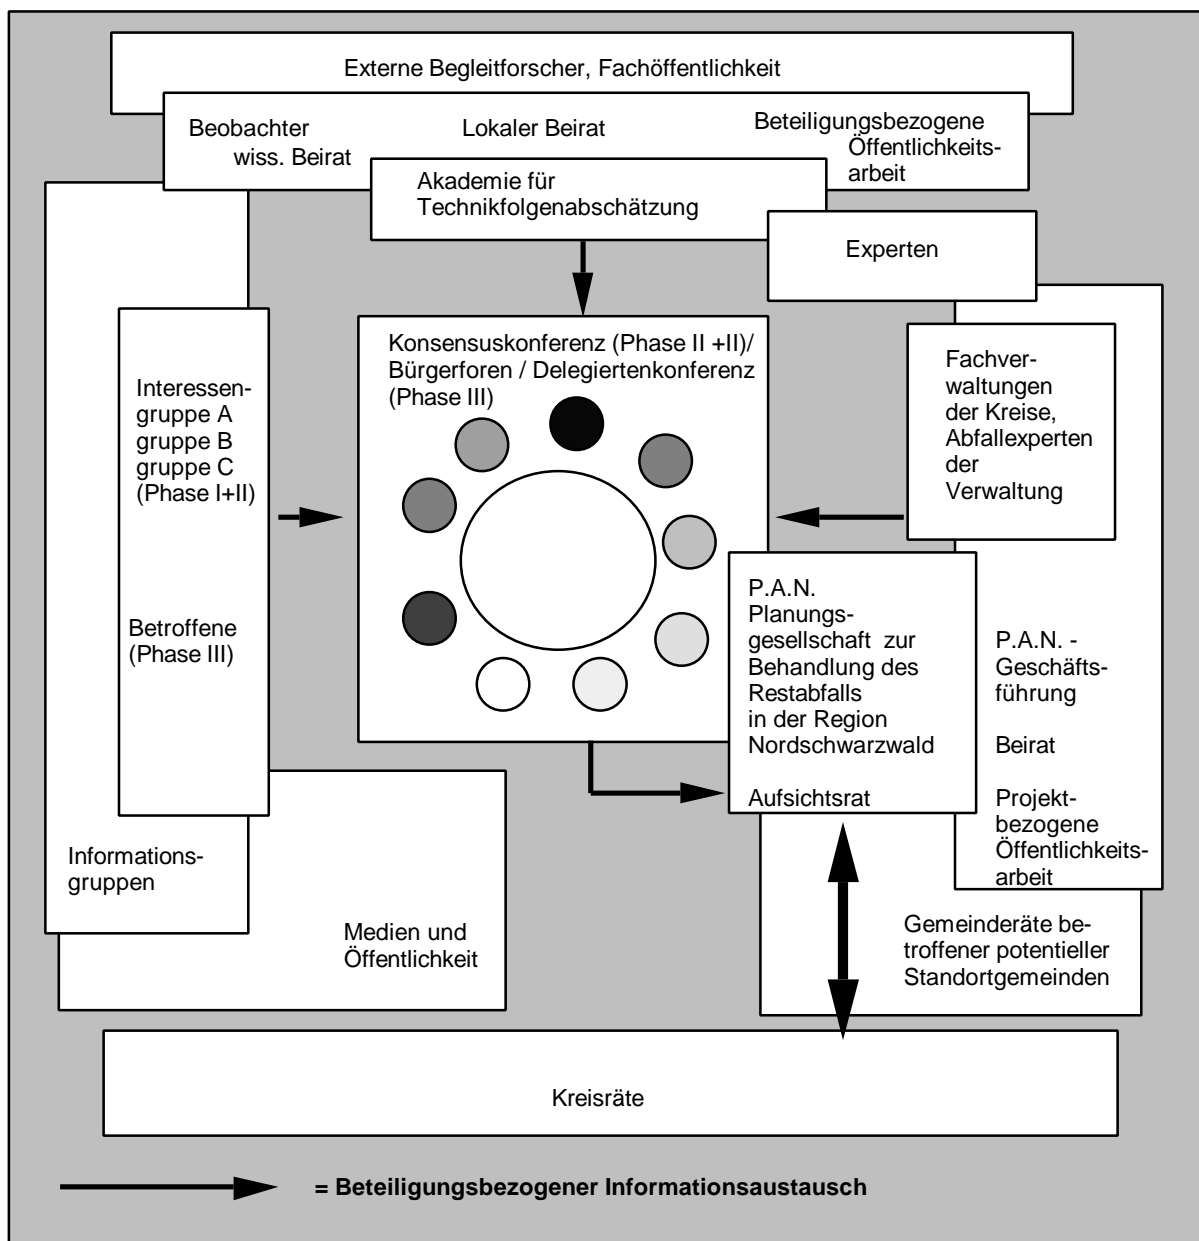 Externe Begleitforscher, Fachöffentlichkeit
Beobachter
wiss. Beirat
Lokaler Beirat
Beteiligungsbezogene
Öffentlichkeits-
arbeit
Akademie für
Technikfolgenabschätzung
Experten
Konsensuskonferenz (Phase II +II)/
Bürgerforen / Delegiertenkonferenz
(Phase III)
Interessen-
gruppe A
gruppe B
gruppe C
(Phase I+II)
Betroffene
(Phase III)
Fachver-
waltungen
der Kreise,
Abfallexperten
der
Verwaltung
P.A.N.
Planungs-
gesellschaft zur
Behandlung des
Restabfalls
in der Region
Nordschwarzwald
Aufsichtsrat
P.A.N. -
Geschäfts-
führung
Beirat
Projekt-
bezogene
Öffentlichkeits-
arbeit
Informations-
gruppen
Medien und
Öffentlichkeit
Gemeinderäte be-
troffener potentieller
Standortgemeinden
Kreisräte
= Beteiligungsbezogener Informationsaustausch